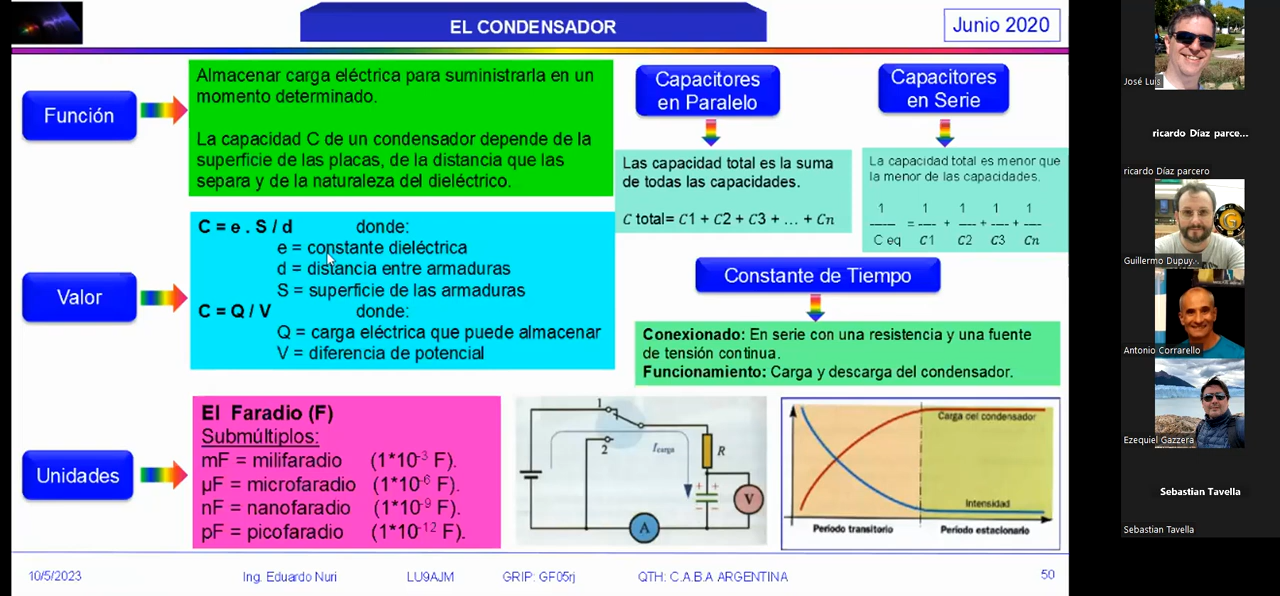 EL CONDENSADOR
Junio 2020
Función
Almacenar carga eléctrica para suministrarla en un
momento determinado.
La capacidad C de un condensador depende de la
superficie de las placas, de la distancia que las
separa y de la naturaleza del dieléctrico.
Capacitores
en Paralelo
Las capacidad total es la suma
de todas las capacidades.
C total= C1 + C2 + C3 + … + Cn
Capacitores
en Serie
La capacidad total es menor que
la menor de las capacidades.
1 1 1 1 1
---- = ---- + ---- + ---- + ----
C eq C1 C2 C3 Cn
Valor
C = e . S / d donde:
e = constante dieléctrica
d = distancia entre armaduras
S = superficie de las armaduras
C = Q / V donde:
Q = carga eléctrica que puede almacenar
V = diferencia de potencial
Constante de Tiempo
Conexionado: En serie con una resistencia y una fuente
de tensión continua.
Funcionamiento: Carga y descarga del condensador.
Unidades
El Faradio (F)
Submúltiplos:
mF = milifaradio (1*10⁻³ F).
µF = microfaradio (1*10⁻⁶ F).
nF = nanofaradio (1*10⁻⁹ F).
pF = picofaradio (1*10⁻¹² F).
1
2
Icarga
R
+ +
V
A
Carga del condensador
Intensidad
Período transitorio
Período estacionario
10/5/2023
Ing. Eduardo Nuri
LU9AJM
GRIP: GF05rj
QTH: C.A.B.A ARGENTINA
50
José Luis
ricardo Díaz parce...
ricardo Díaz parcero
Guillermo Dupuy
Antonio Corrarello
Ezequiel Gazzera
Sebastian Tavella
Sebastian Tavella